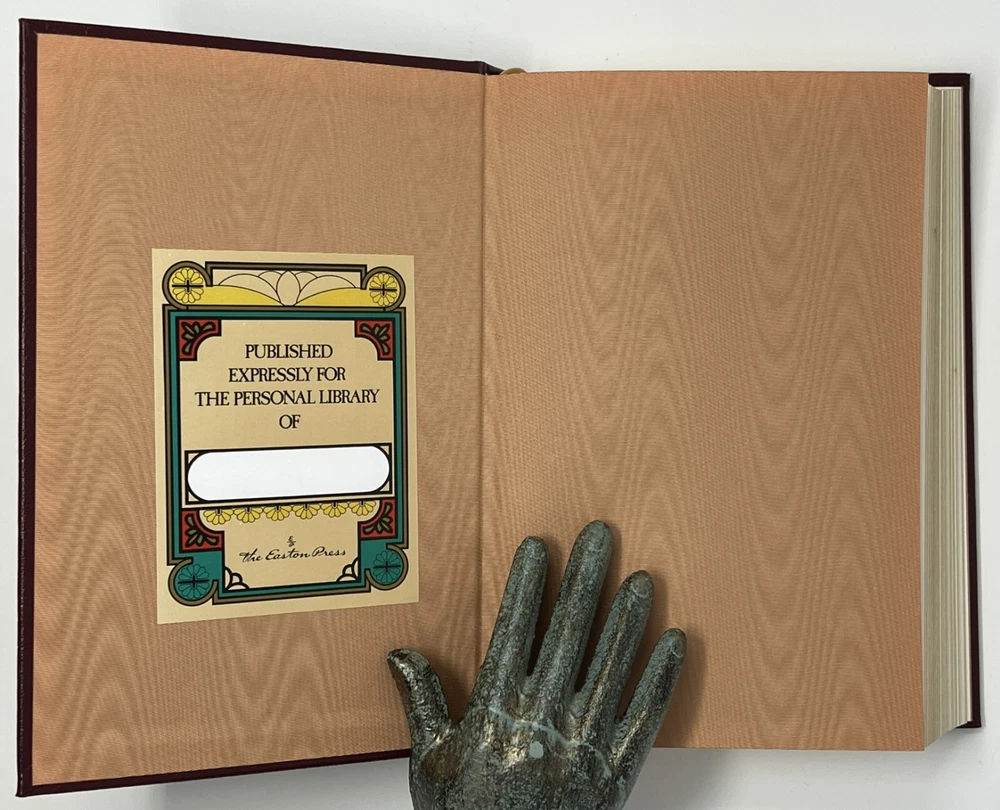 PUBLISHED
EXPRESSLY FOR
THE PERSONAL LIBRARY
OF
the Easton Press